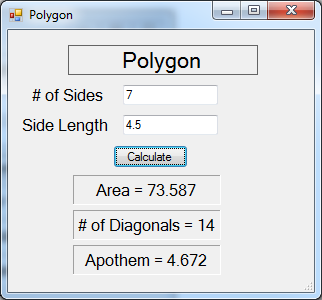 Polygon
Polygon
# of Sides 7
Side Length 4.5
Calculate
Area = 73.587
# of Diagonals = 14
Apothem = 4.672